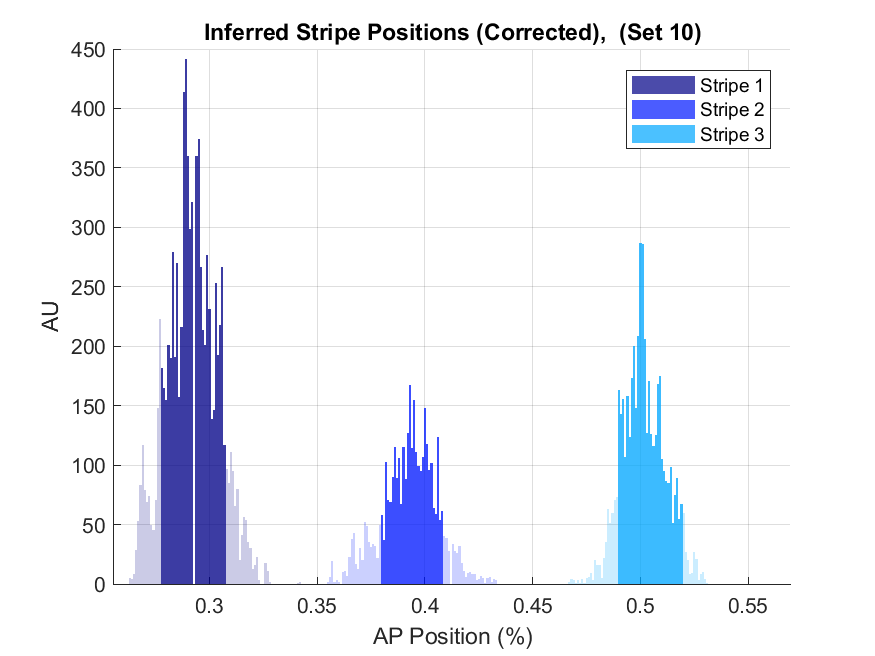 Inferred Stripe Positions (Corrected),  (Set 10)
450
400
350
300
250
200
150
100
50
0
AU
Stripe 1
Stripe 2
Stripe 3
0.3 0.35 0.4 0.45 0.5 0.55
AP Position (%)